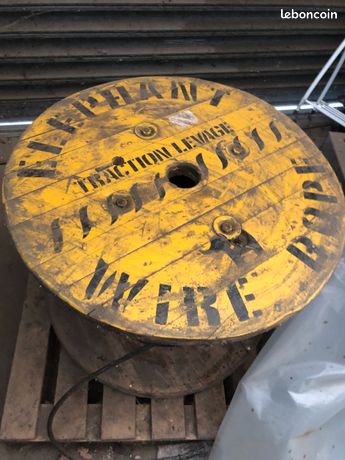 leboncoin
ELEPHANT
TRACTION LEVAGE
WIRE ROPE